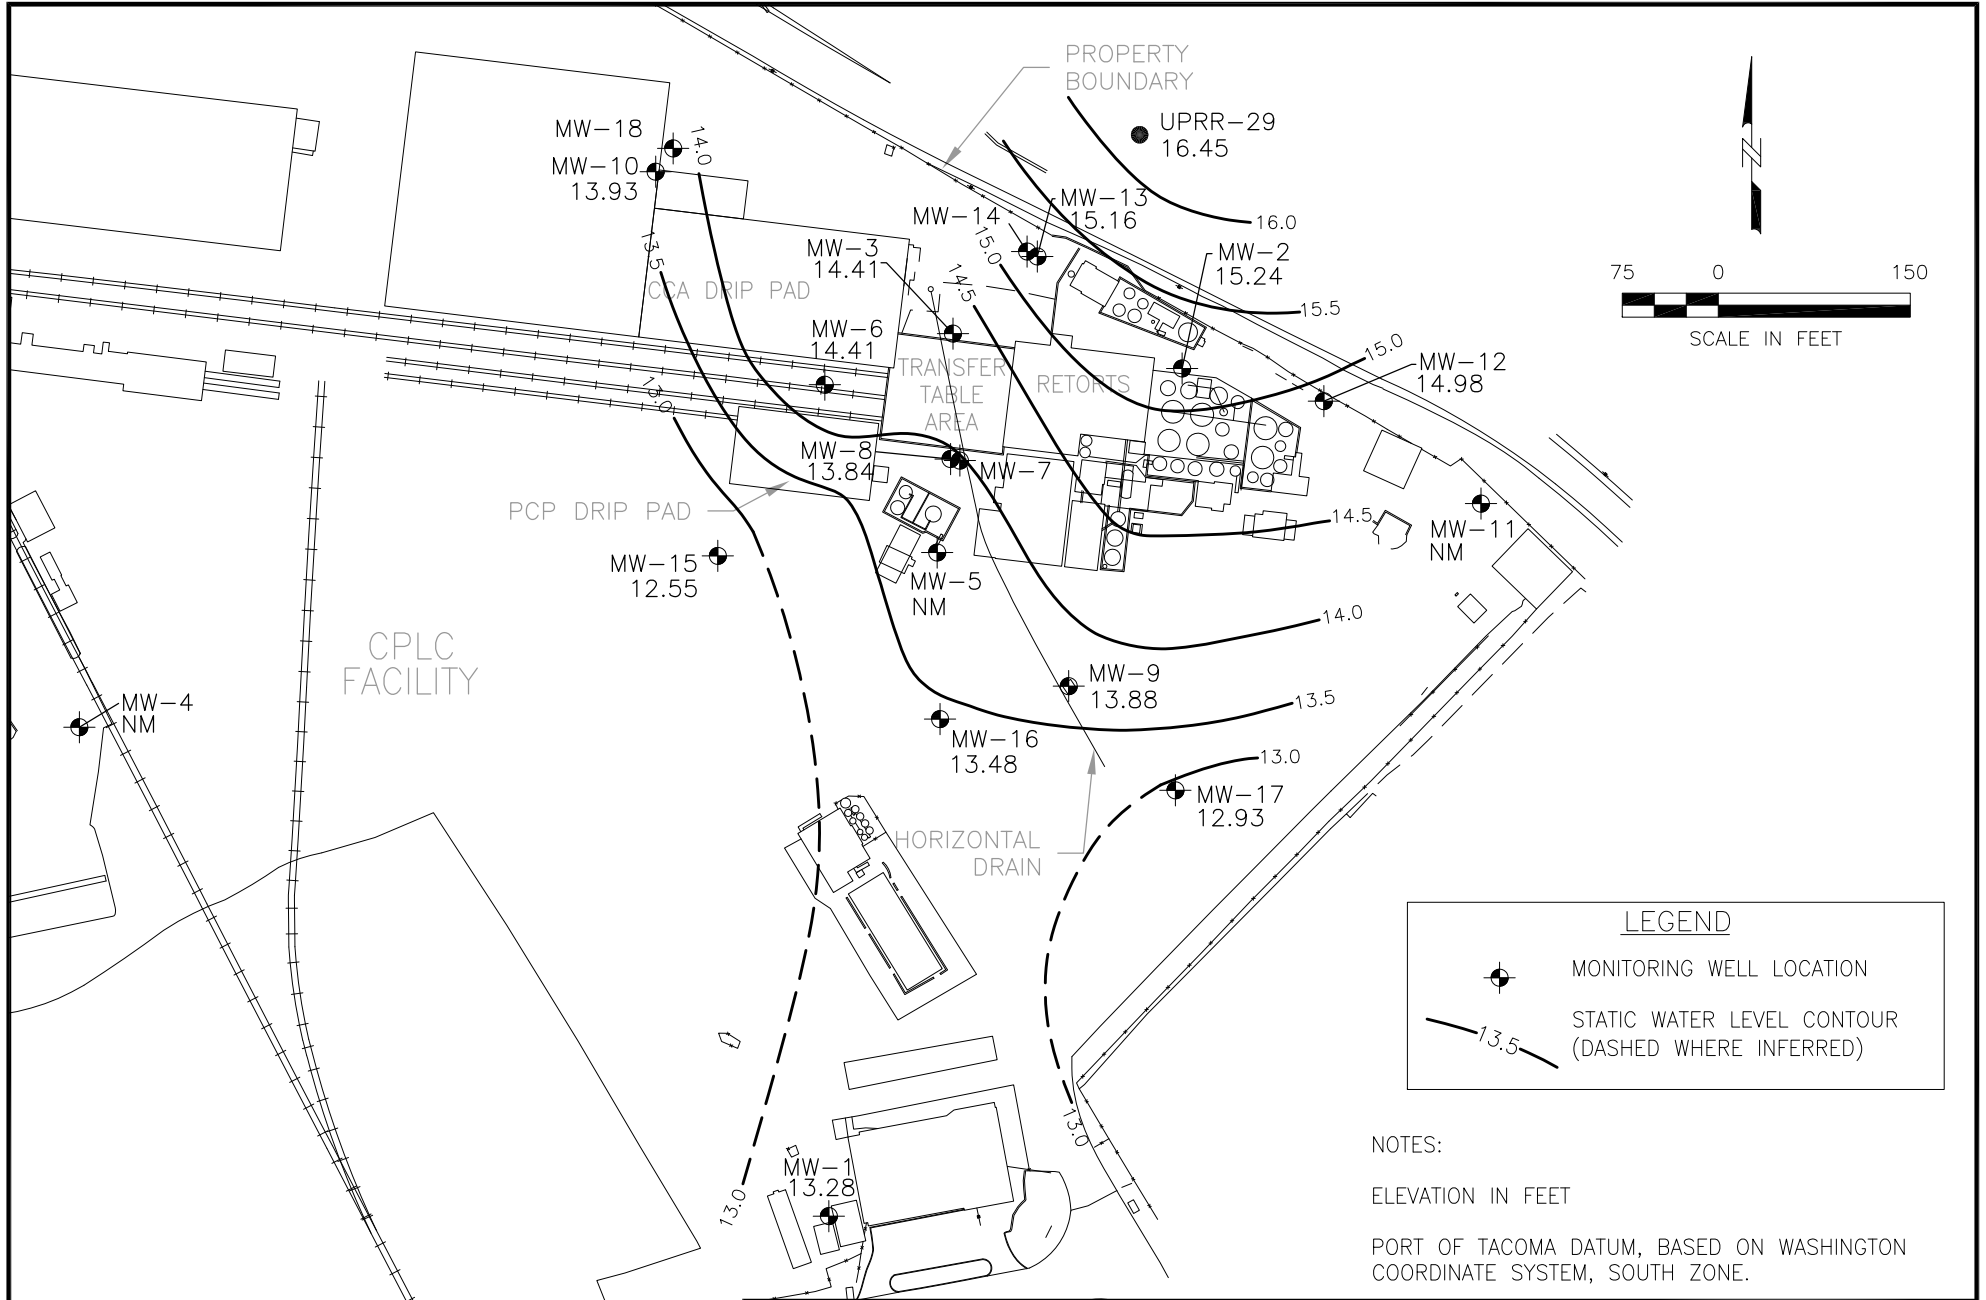 PROPERTY
BOUNDARY
UPRR-29
16.45
MW-18
14.0
MW-10
13.93
MW-13
15.16
MW-14
16.0
13.5
MW-3
14.41
15.0
14.5
MW-2
15.24
75 0 150
SCALE IN FEET
CCA DRIP PAD
15.5
MW-6
14.41
15.0
MW-12
14.98
TRANSFER
TABLE
AREA
RETORTS
13.0
MW-8
13.84
MW-7
PCP DRIP PAD
14.5
MW-11
NM
MW-15
12.55
MW-5
NM
14.0
CPLC
FACILITY
MW-4
NM
MW-9
13.88
13.5
MW-16
13.48
13.0
MW-17
12.93
HORIZONTAL
DRAIN
LEGEND
MONITORING WELL LOCATION
13.5
STATIC WATER LEVEL CONTOUR
(DASHED WHERE INFERRED)
13.0
MW-1
13.28
13.0
NOTES:
ELEVATION IN FEET
PORT OF TACOMA DATUM, BASED ON WASHINGTON
COORDINATE SYSTEM, SOUTH ZONE.
N